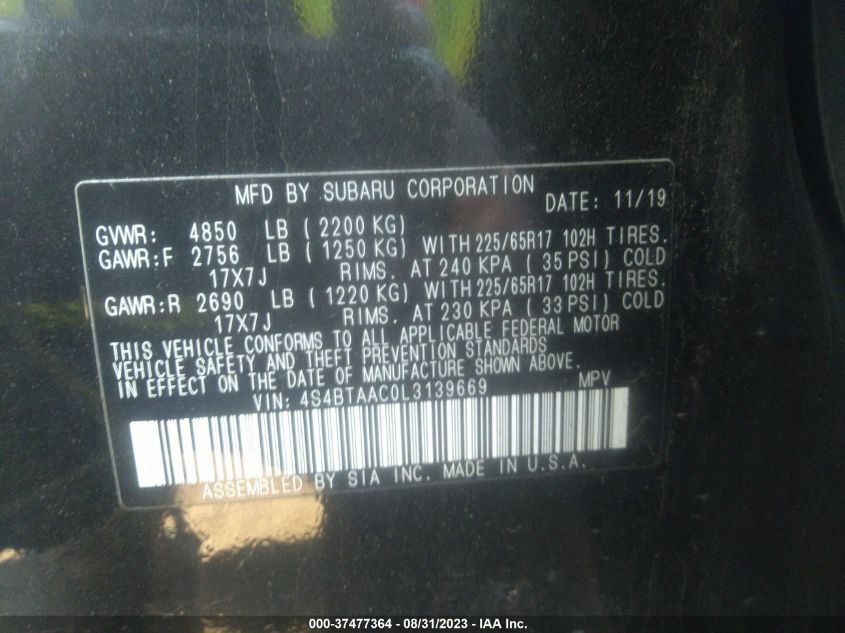 MFD BY SUBARU CORPORATION DATE: 11/19
GVWR: 4850 LB ( 2200 KG)
GAWR:F 2756 LB ( 1250 KG) WITH 225/65R17 102H TIRES.
17X7J RIMS. AT 240 KPA ( 35 PSI) COLD
GAWR:R 2690 LB ( 1220 KG) WITH 225/65R17 102H TIRES.
17X7J RIMS. AT 230 KPA ( 33 PSI) COLD
THIS VEHICLE CONFORMS TO ALL APPLICABLE FEDERAL MOTOR
VEHICLE SAFETY AND THEFT PREVENTION STANDARDS
IN EFFECT ON THE DATE OF MANUFACTURE SHOWN ABOVE.
VIN: 4S4BTAAC0L3139669 MPV
ASSEMBLED BY SIA INC. MADE IN U.S.A.
000-37477364 - 08/31/2023 - IAA Inc.